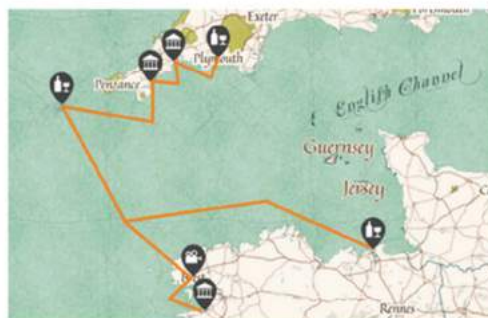 Exeter
Plymouth
Penzance
English Channel
Guernsey
Jersey
Rennes